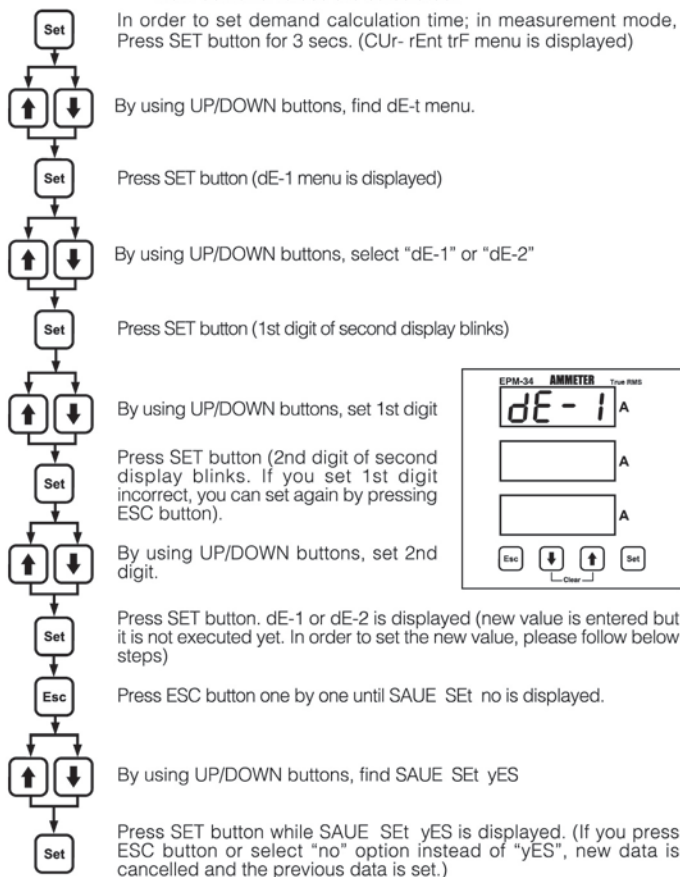 Set
In order to set demand calculation time; in measurement mode,
Press SET button for 3 secs. (CUr- rEnt trF menu is displayed)
By using UP/DOWN buttons, find dE-t menu.
Set
Press SET button (dE-1 menu is displayed)
By using UP/DOWN buttons, select “dE-1” or “dE-2”
Set
Press SET button (1st digit of second display blinks)
By using UP/DOWN buttons, set 1st digit
Set
Press SET button (2nd digit of second
display blinks. If you set 1st digit
incorrect, you can set again by pressing
ESC button).
By using UP/DOWN buttons, set 2nd
digit.
EPM-34 AMMETER True RMS
dE-1 A
A
A
Esc Set
Clear
Set
Press SET button. dE-1 or dE-2 is displayed (new value is entered but
it is not executed yet. In order to set the new value, please follow below
steps)
Esc
Press ESC button one by one until SAUE SEt no is displayed.
By using UP/DOWN buttons, find SAUE SEt yES
Set
Press SET button while SAUE SEt yES is displayed. (If you press
ESC button or select “no” option instead of “yES”, new data is
cancelled and the previous data is set.)